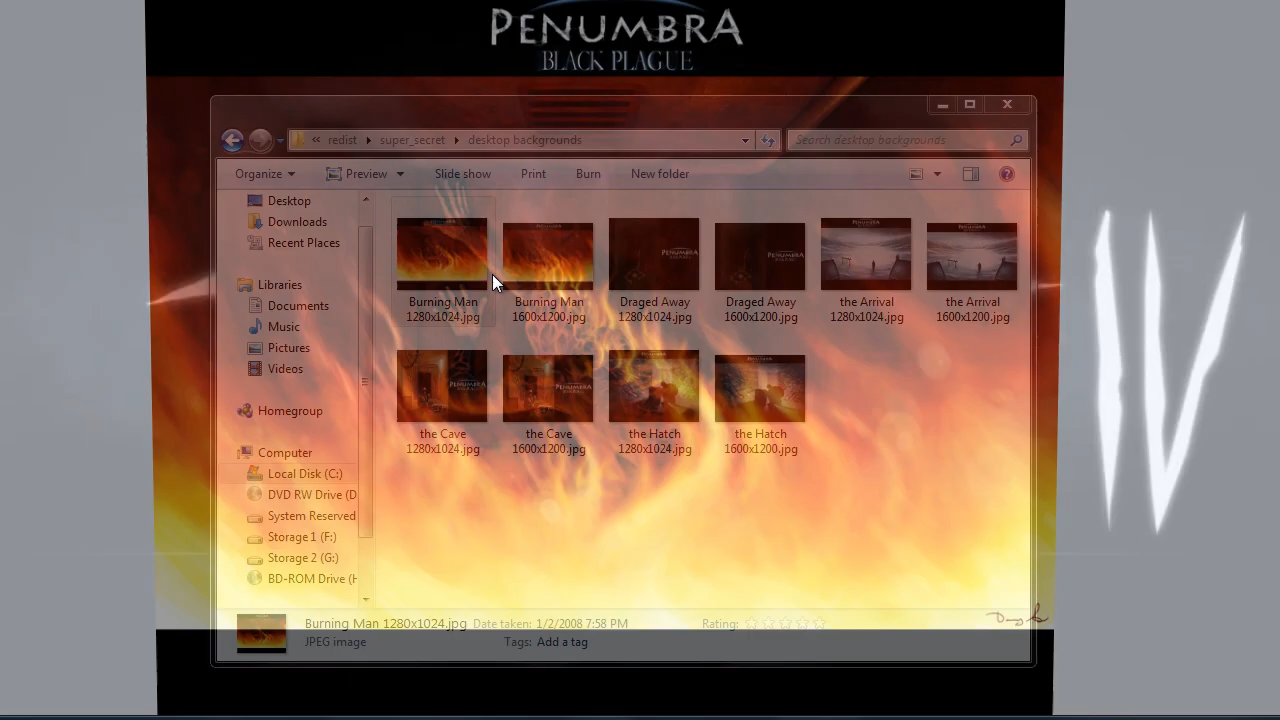 PENUMBRA
BLACK PLAGUE
redist super_secret desktop backgrounds
Search desktop backgrounds
Organize Preview Slide show Print Burn New folder
Desktop
Downloads
Recent Places
Libraries
Documents
Music
Pictures
Videos
Homegroup
Computer
Local Disk (C:)
DVD RW Drive (D
System Reserved
Storage 1 (F:)
Storage 2 (G:)
BD-ROM Drive (H
Burning Man
1280x1024.jpg
Burning Man
1600x1200.jpg
Draged Away
1280x1024.jpg
Draged Away
1600x1200.jpg
the Arrival
1280x1024.jpg
the Arrival
1600x1200.jpg
the Cave
1280x1024.jpg
the Cave
1600x1200.jpg
the Hatch
1280x1024.jpg
the Hatch
1600x1200.jpg
PENUMBRA
PENUMBRA
PENUMBRA
PENUMBRA
Burning Man 1280x1024.jpg Date taken: 1/2/2008 7:58 PM Rating:
JPEG image Tags: Add a tag
IV